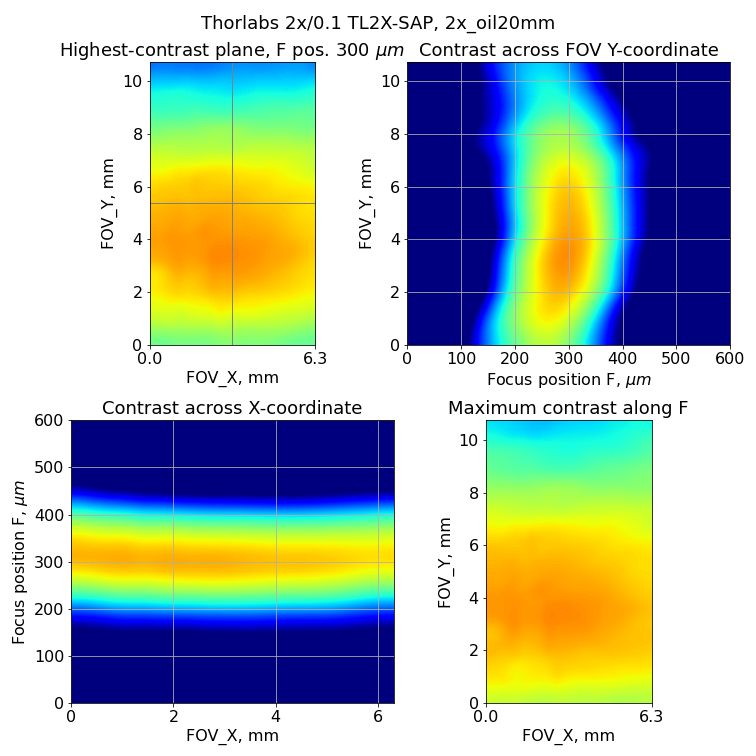 Thorlabs 2x/0.1 TL2X-SAP, 2x_oil20mm
Highest-contrast plane, F pos. 300 μm
10
8
6
4
2
0
FOV_Y, mm
0.0 6.3
FOV_X, mm
Contrast across FOV Y-coordinate
10
8
6
4
2
0
FOV_Y, mm
0 100 200 300 400 500 600
Focus position F, μm
Contrast across X-coordinate
600
500
400
300
200
100
0
Focus position F, μm
0 2 4 6
FOV_X, mm
Maximum contrast along F
10
8
6
4
2
0
FOV_Y, mm
0.0 6.3
FOV_X, mm